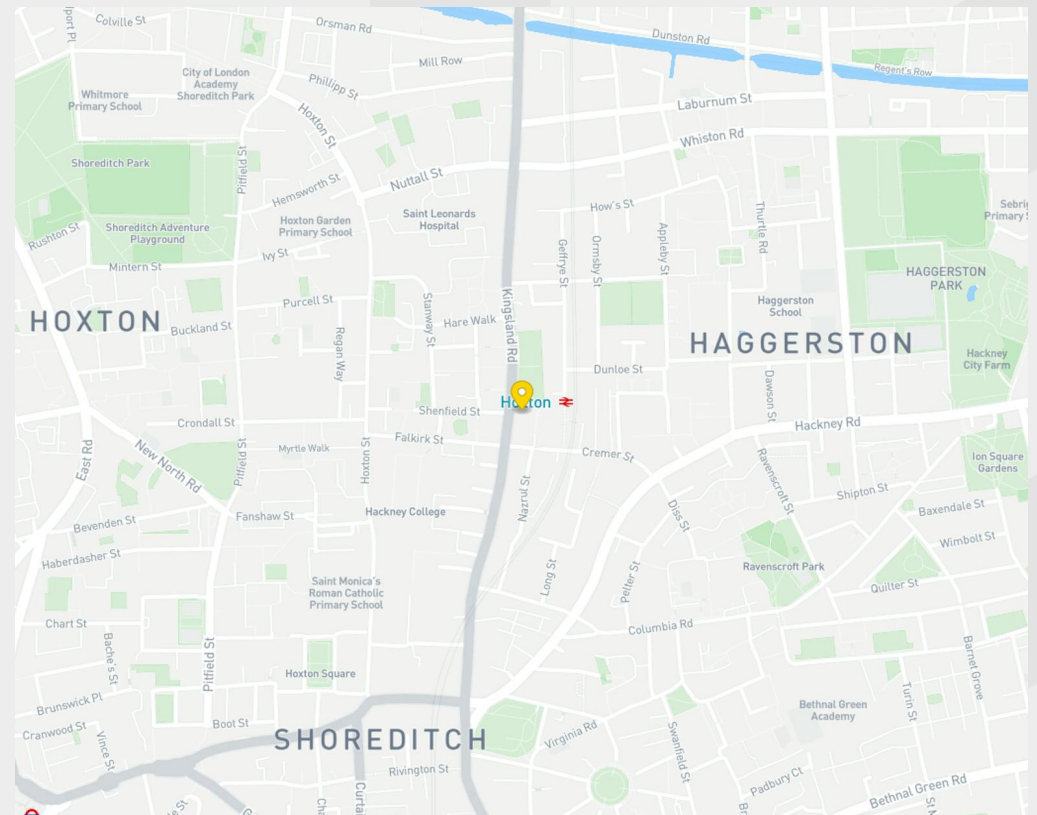 Colville St
Orsman Rd
Dunston Rd
Mill Row
Regent's Row
City of London
Academy
Shoreditch Park
Phillipp St
Whitmore
Primary School
Laburnum St
Hoxton St
Whiston Rd
Shoreditch Park
Pitfield St
Nuttall St
Hemsworth St
How's St
Saint Leonards
Hospital
Hoxton Garden
Primary School
Thurtle Rd
Shoreditch Adventure
Playground
Rushton St
Geffrye St
Ormsby St
Appleby St
Ivy St
Mintern St
HAGGERSTON
PARK
Purcell St
Haggerston
School
HOXTON
Buckland St
Stanway St
Hare Walk
Kingsland Rd
HAGGERSTON
Regan Way
Hackney
City Farm
Dunloe St
Dawson St
Shenfield St
Crondall St
Hackney Rd
Falkirk St
Myrtle Walk
Hoxton St
Cremer St
East Rd
New North Rd
Pitfield St
Ion Square
Gardens
Ravenscroft St
Shipton St
Nazrul St
Baxendale St
Hackney College
Fanshaw St
Diss St
Bevenden St
Wimbolt St
Haberdasher St
Ravenscroft Park
Long St
Pelter St
Quilter St
Saint Monica's
Roman Catholic
Primary School
Chart St
Columbia Rd
Bache's St
Pitfield St
Barnet Grove
Hoxton Square
Brunswick Pl
Turin St
Bethnal Green
Academy
Boot St
Cranwood St
Vince St
SHOREDITCH
Virginia Rd
Swanfield St
Rivington St
Padbury Ct
Bethnal Green Rd